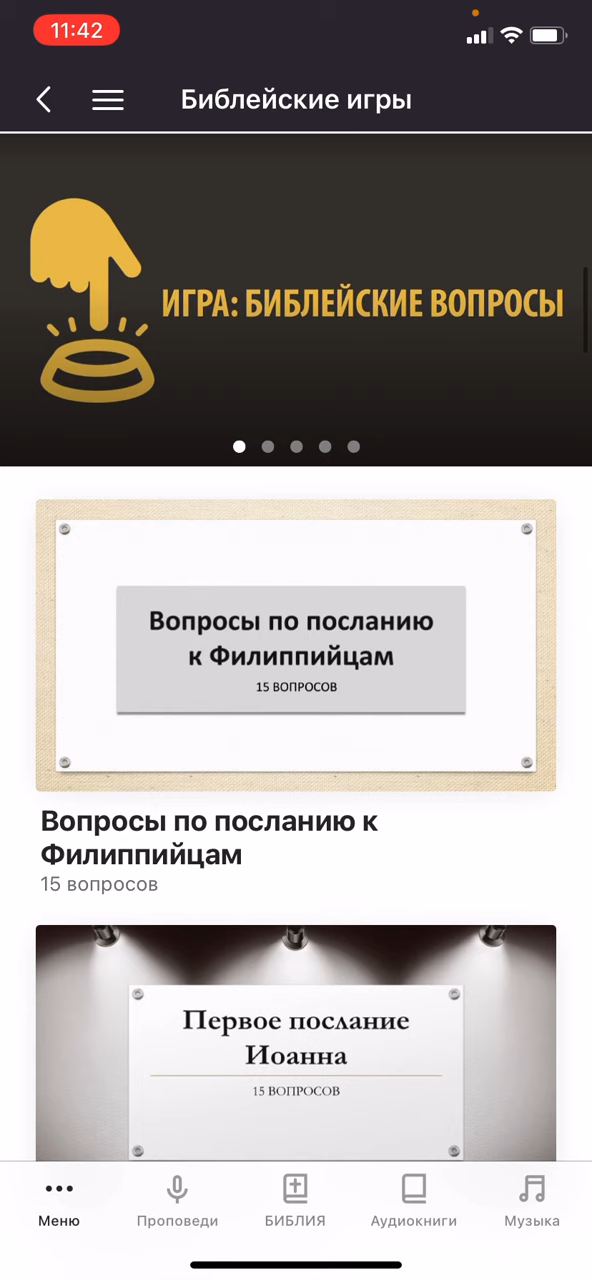 11:42
Библейские игры
ИГРА: БИБЛЕЙСКИЕ ВОПРОСЫ
Вопросы по посланию
к Филиппийцам
15 ВОПРОСОВ
Вопросы по посланию к
Филиппийцам
15 вопросов
Первое послание
Иоанна
15 ВОПРОСОВ
Меню
Проповеди
БИБЛИЯ
Аудиокниги
Музыка